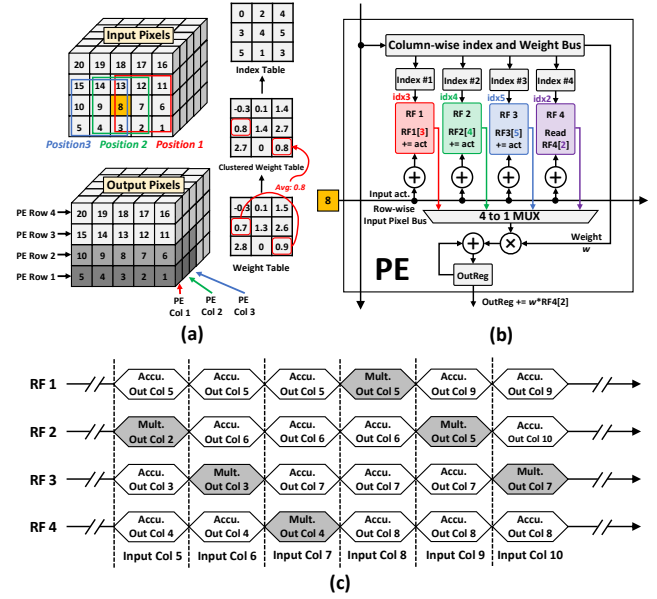 Input Pixels
20 19 18 17 16
15 14 13 12 11
10 9 8 7 6
5 4 3 2 1
Position3 Position 2 Position 1
Output Pixels
PE Row 4 20 19 18 17 16
PE Row 3 15 14 13 12 11
PE Row 2 10 9 8 7 6
PE Row 1 5 4 3 2 1
PE Col 1
PE Col 2
PE Col 3
0 2 4
3 4 5
5 1 3
Index Table
-0.3 0.1 1.4
0.8 1.4 2.7
2.7 0 0.8
Clustered Weight Table
Avg: 0.8
-0.3 0.1 1.5
0.7 1.3 2.6
2.8 0 0.9
Weight Table
(a)
Column-wise index and Weight Bus
Index #1 Index #2 Index #3 Index #4
idx3 idx4 idx5 idx2
RF 1 RF 2 RF 3 RF 4
RF1[3] RF2[4] RF3[5] Read
+= act += act += act RF4[2]
8
Input act.
Row-wise
Input Pixel Bus
4 to 1 MUX
Weight
w
PE
OutReg
OutReg += w*RF4[2]
(b)
RF 1
Accu. Accu. Accu. Mult. Accu. Accu.
Out Col 5 Out Col 5 Out Col 5 Out Col 5 Out Col 9 Out Col 9
RF 2
Mult. Accu. Accu. Accu. Mult. Accu.
Out Col 2 Out Col 6 Out Col 6 Out Col 6 Out Col 5 Out Col 10
RF 3
Accu. Mult. Accu. Accu. Accu. Mult.
Out Col 3 Out Col 3 Out Col 7 Out Col 7 Out Col 7 Out Col 7
RF 4
Accu. Accu. Mult. Accu. Accu. Accu.
Out Col 4 Out Col 4 Out Col 4 Out Col 8 Out Col 8 Out Col 8
Input Col 5 Input Col 6 Input Col 7 Input Col 8 Input Col 9 Input Col 10
(c)